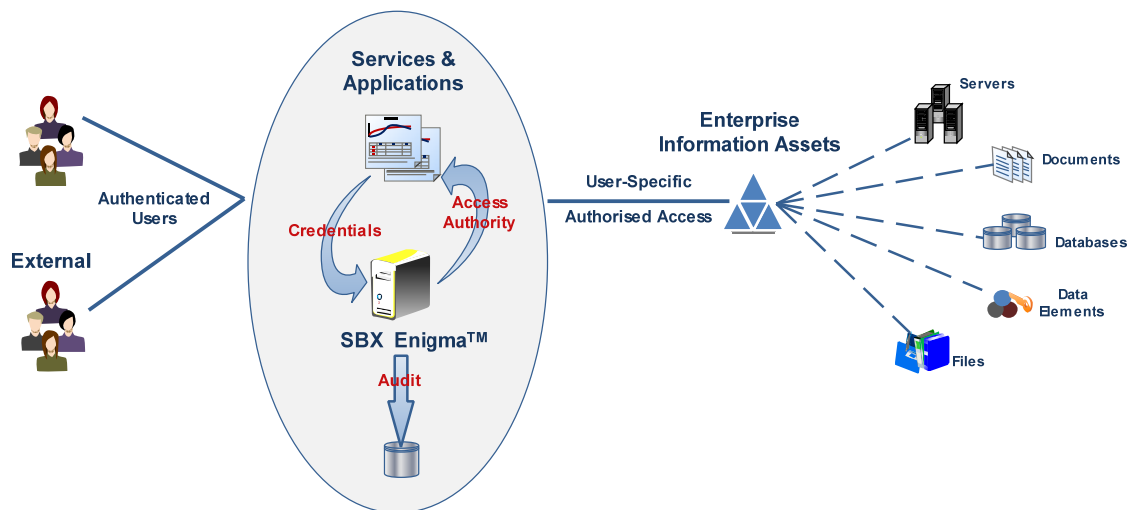 Services &
Applications
Servers
Enterprise
Information Assets
Documents
User-Specific
Authorised Access
Authenticated
Users
Access
Authority
Credentials
Databases
External
Data
Elements
SBX Enigma™
Files
Audit